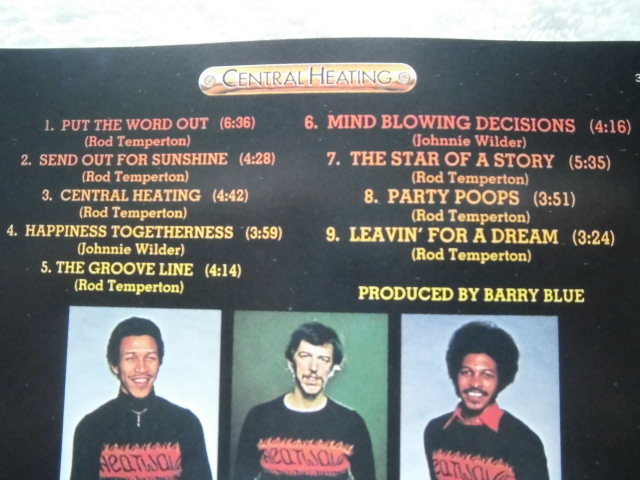 CENTRAL HEATING
3
1. PUT THE WORD OUT (6:36)
(Rod Temperton)
2. SEND OUT FOR SUNSHINE (4:28)
(Rod Temperton)
3. CENTRAL HEATING (4:42)
(Rod Temperton)
4. HAPPINESS TOGETHERNESS (3:59)
(Johnnie Wilder)
5. THE GROOVE LINE (4:14)
(Rod Temperton)
6. MIND BLOWING DECISIONS (4:16)
(Johnnie Wilder)
7. THE STAR OF A STORY (5:35)
(Rod Temperton)
8. PARTY POOPS (3:51)
(Rod Temperton)
9. LEAVIN' FOR A DREAM (3:24)
(Rod Temperton)
PRODUCED BY BARRY BLUE